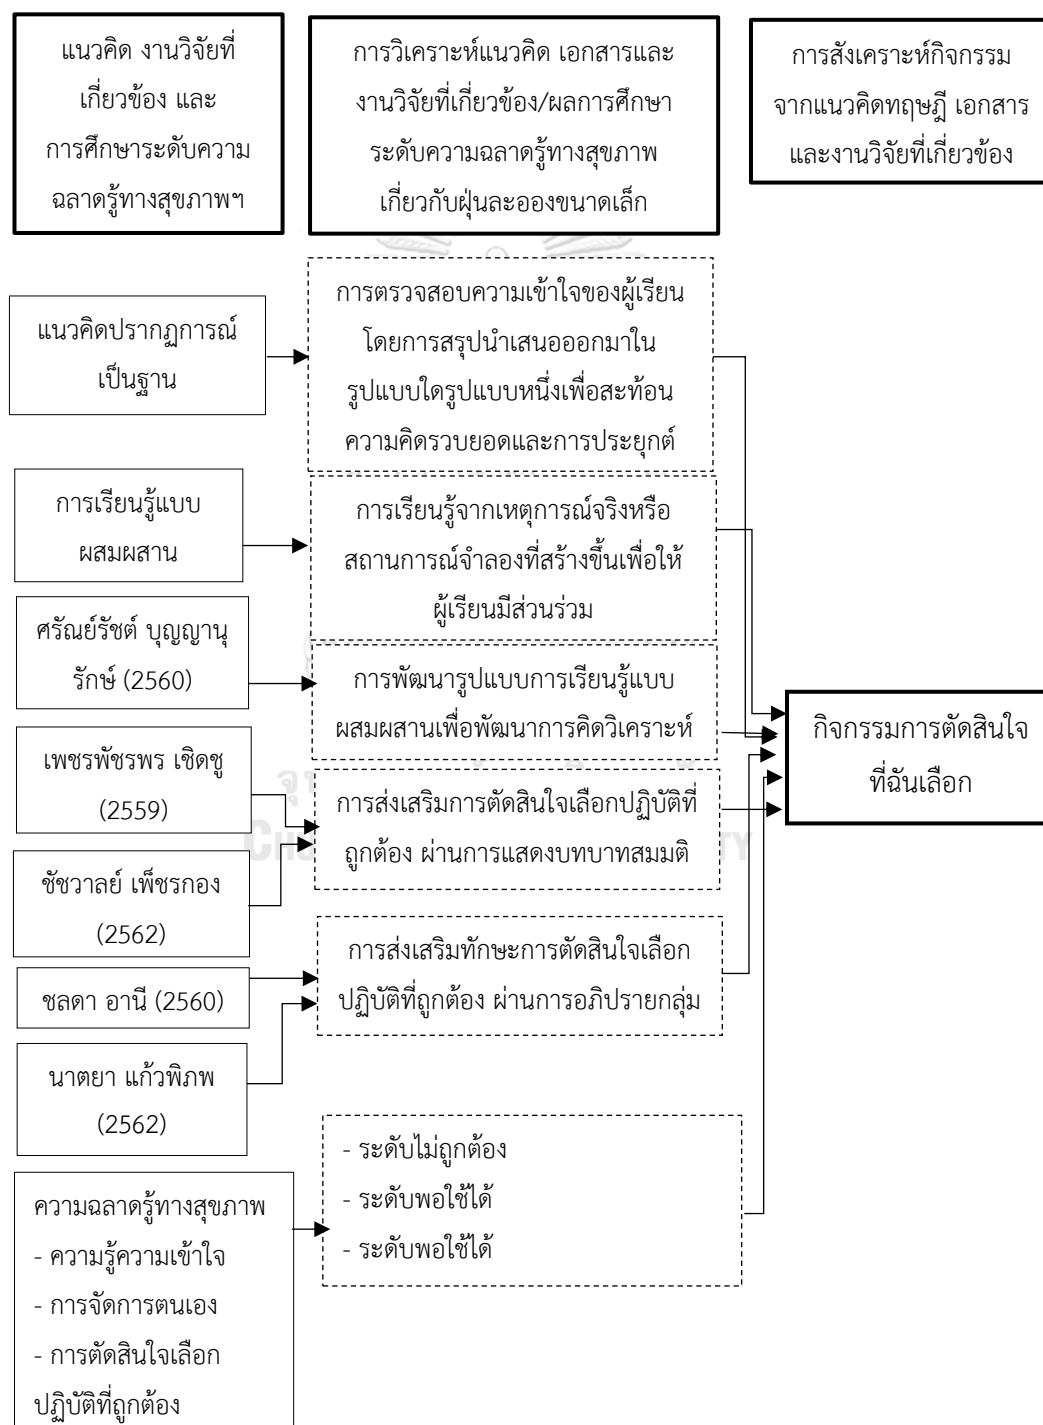 แนวคิด งานวิจัยที่
เกี่ยวข้อง และ
การศึกษาระดับความ
ฉลาดรู้ทางสุขภาพฯ
การวิเคราะห์แนวคิด เอกสารและ
งานวิจัยที่เกี่ยวข้อง/ผลการศึกษา
ระดับความฉลาดรู้ทางสุขภาพ
เกี่ยวกับฝุ่นละอองขนาดเล็ก
การสังเคราะห์กิจกรรม
จากแนวคิดทฤษฎี เอกสาร
และงานวิจัยที่เกี่ยวข้อง
แนวคิดปรากฏการณ์
เป็นฐาน
การตรวจสอบความเข้าใจของผู้เรียน
โดยการสรุปนำเสนอออกมาใน
รูปแบบใดรูปแบบหนึ่งเพื่อสะท้อน
ความคิดรวบยอดและการประยุกต์
การเรียนรู้แบบ
ผสมผสาน
การเรียนรู้จากเหตุการณ์จริงหรือ
สถานการณ์จำลองที่สร้างขึ้นเพื่อให้
ผู้เรียนมีส่วนร่วม
ศรัณย์รัชต์ บุญญานุ
รักษ์ (2560)
การพัฒนารูปแบบการเรียนรู้แบบ
ผสมผสานเพื่อพัฒนาการคิดวิเคราะห์
เพชรพัชรพร เชิดชู
(2559)
ชัชวาลย์ เพ็ชรกอง
(2562)
การส่งเสริมการตัดสินใจเลือกปฏิบัติที่
ถูกต้อง ผ่านการแสดงบทบาทสมมติ
ชลดา อานี (2560)
นาตยา แก้วพิภพ
(2562)
การส่งเสริมทักษะการตัดสินใจเลือก
ปฏิบัติที่ถูกต้อง ผ่านการอภิปรายกลุ่ม
ความฉลาดรู้ทางสุขภาพ
- ความรู้ความเข้าใจ
- การจัดการตนเอง
- การตัดสินใจเลือก
ปฏิบัติที่ถูกต้อง
- ระดับไม่ถูกต้อง
- ระดับพอใช้ได้
- ระดับพอใช้ได้
กิจกรรมการตัดสินใจ
ที่ฉันเลือก